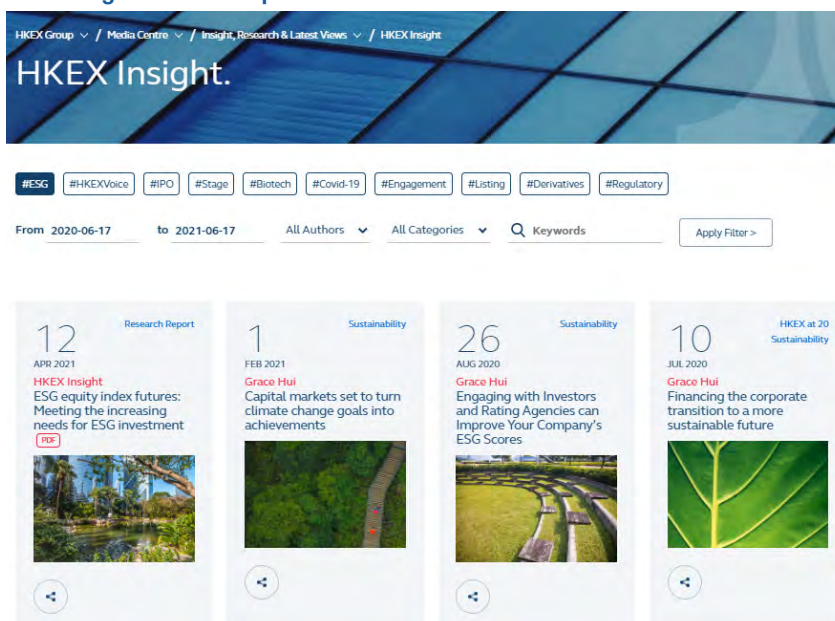 HKEX Group / Media Centre / Insight, Research & Latest Views / HKEX Insight
HKEX Insight.
#ESG #HKEXVoice #IPO #Stage #Biotech #Covid-19 #Engagement #Listing #Derivatives #Regulatory
From 2020-06-17 to 2021-06-17 All Authors All Categories Keywords Apply Filter >
12
Research Report
APR 2021
HKEX Insight
ESG equity index futures:
Meeting the increasing
needs for ESG investment
PDF
1
Sustainability
FEB 2021
Grace Hui
Capital markets set to turn
climate change goals into
achievements
26
Sustainability
AUG 2020
Grace Hui
Engaging with Investors
and Rating Agencies can
Improve Your Company's
ESG Scores
10
HKEX at 20
Sustainability
JUL 2020
Grace Hui
Financing the corporate
transition to a more
sustainable future